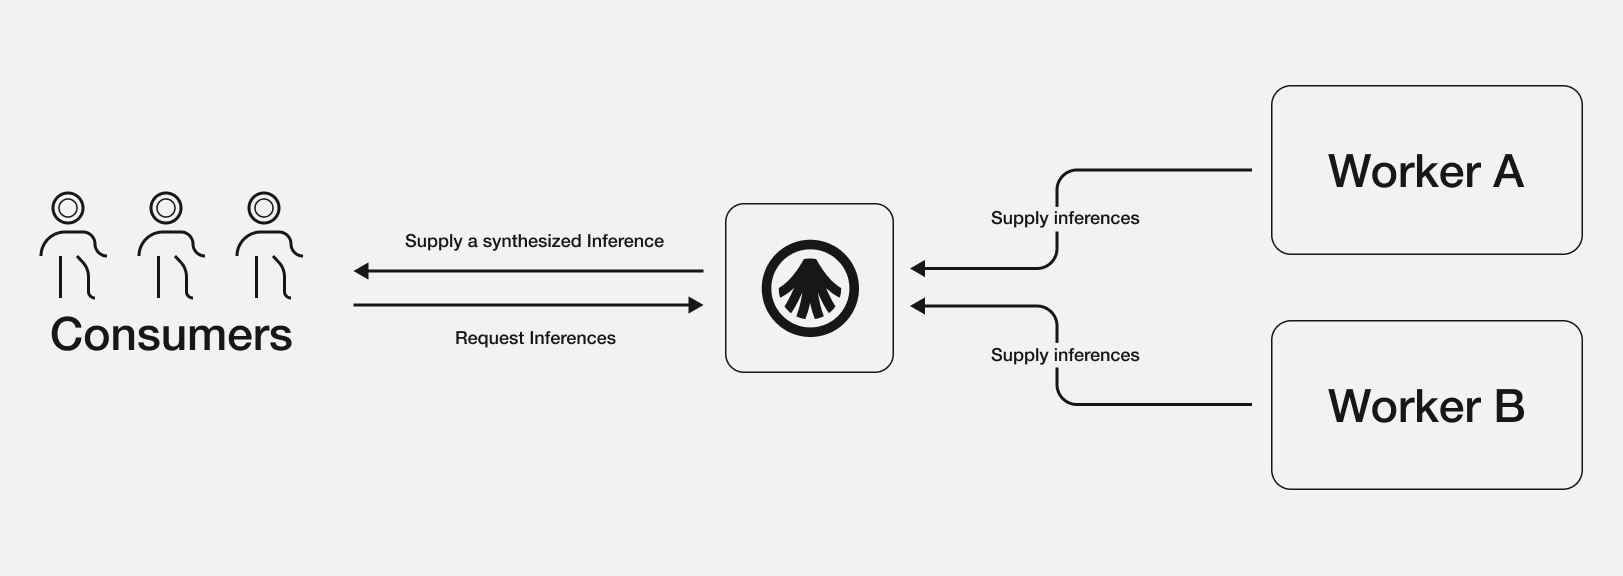 Supply a synthesized Inference
Request Inferences
Consumers
Supply inferences
Supply inferences
Worker A
Worker B